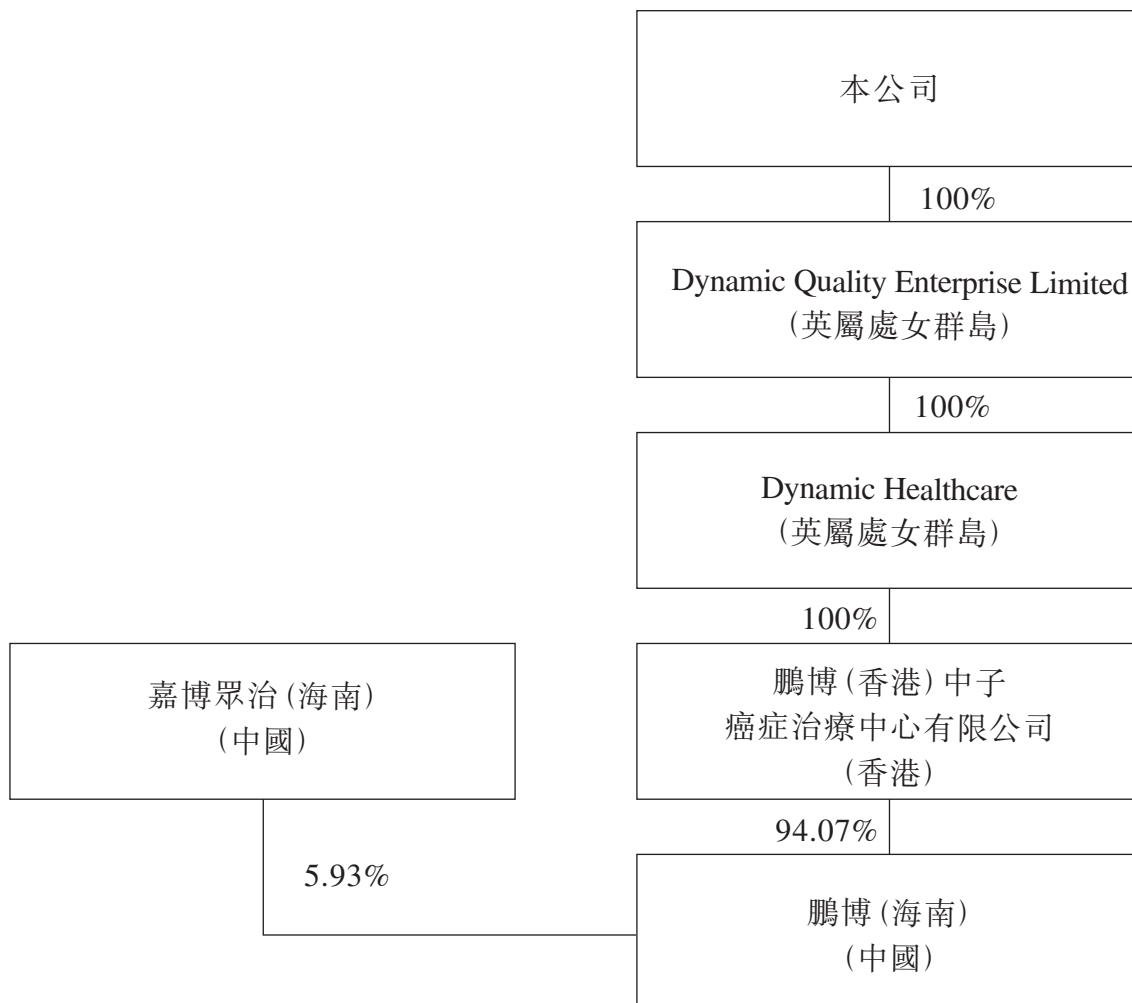 本公司
100%
Dynamic Quality Enterprise Limited
(英屬處女群島)
100%
Dynamic Healthcare
(英屬處女群島)
100%
嘉博眾治(海南)
(中國)
鵬博(香港)中子
癌症治療中心有限公司
(香港)
94.07%
5.93%
鵬博(海南)
(中國)